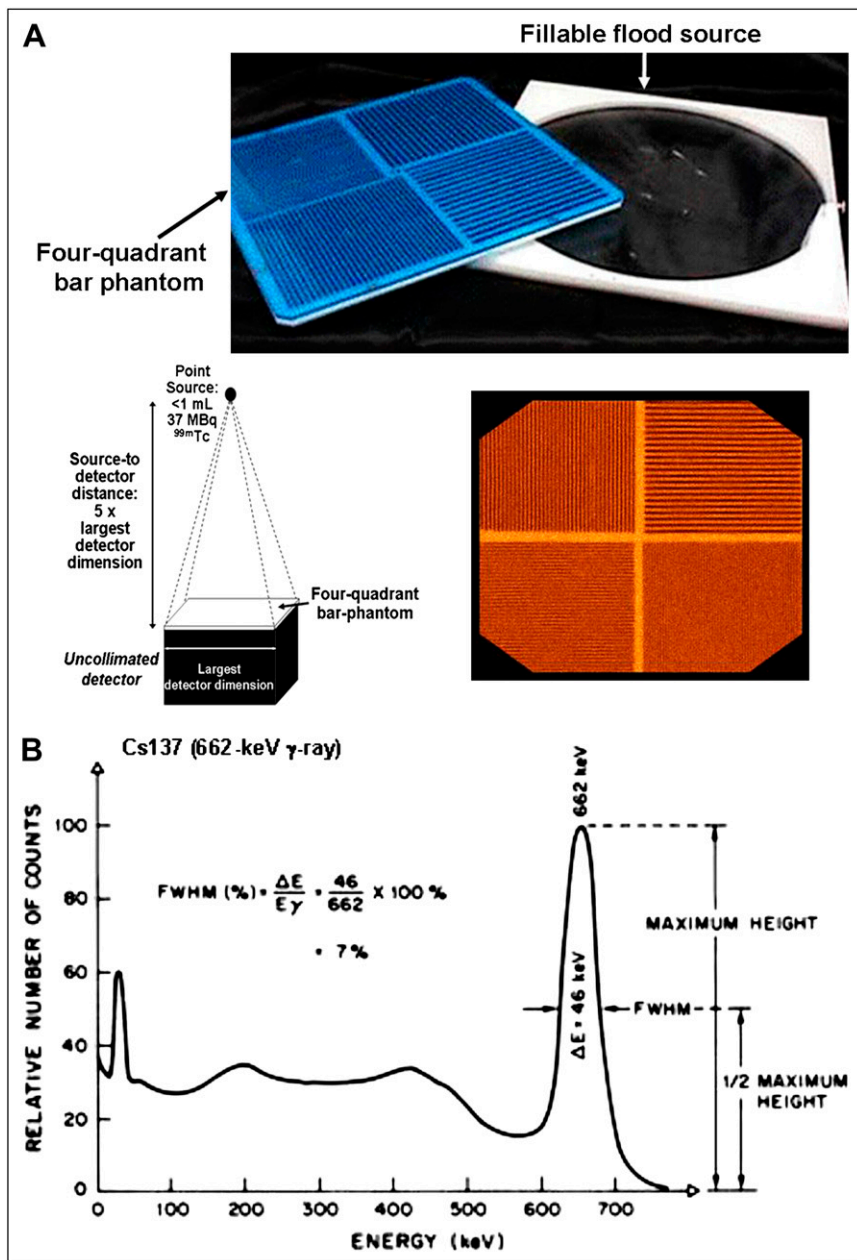 A
Fillable flood source
Four-quadrant
bar phantom
Point
Source:
<1 mL
37 MBq
99mTc
Source-to
detector
distance:
5 x
largest
detector
dimension
Four-quadrant
bar-phantom
Uncollimated
detector
Largest
detector dimension
B
Cs137 (662-keV γ-ray)
RELATIVE NUMBER OF COUNTS
100
80
60
40
20
0
FWHM (%) = ΔE/Eγ = 46/662 × 100 %
= 7 %
662 keV
ΔE = 46 keV
MAXIMUM HEIGHT
FWHM
1/2 MAXIMUM
HEIGHT
0 100 200 300 400 500 600 700
ENERGY (keV)